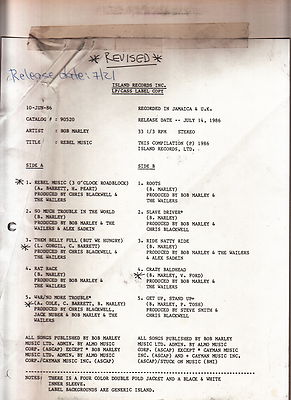 *REVISED*
Release date: 7/21
ISLAND RECORDS INC.
LP/CASS LABEL COPY
10-JUN-86
RECORDED IN JAMAICA & U.K.
CATALOG # : 90520
RELEASE DATE -- JULY 14, 1986
ARTIST : BOB MARLEY
33 1/3 RPM STEREO
TITLE : REBEL MUSIC
THIS COMPILATION (P) 1986
ISLAND RECORDS, LTD.
SIDE A
*1. REBEL MUSIC (3 O'CLOCK ROADBLOCK)
(A. BARRETT, H. PEART)
PRODUCED BY CHRIS BLACKWELL &
THE WAILERS
2. SO MUCH TROUBLE IN THE WORLD
(B. MARLEY)
PRODUCED BY BOB MARLEY & THE WAILERS
& ALEX SADKIN
3. THEM BELLY FULL (BUT WE HUNGRY)
*(L. COGGIL, C. BARRETT)
PRODUCED BY CHRIS BLACKWELL &
THE WAILERS
4. RAT RACE
(B. MARLEY)
PRODUCED BY BOB MARLEY & THE WAILERS
5. WAR/NO MORE TROUBLE*
*(A. COLE, C. BARRETT, B. MARLEY)
PRODUCED BY CHRIS BLACKWELL,
JACK NUBER & BOB MARLEY & THE
WAILERS
ALL SONGS PUBLISHED BY BOB MARLEY
MUSIC LTD. ADMIN. BY ALMO MUSIC
CORP. (ASCAP) EXCEPT * BOB MARLEY
MUSIC LTD. ADMIN. BY ALMO MUSIC
CORP./CAYMAN MUSIC INC. (ASCAP)
SIDE B
1. ROOTS
(B. MARLEY)
PRODUCED BY BOB MARLEY & THE WAILERS
2. SLAVE DRIVER*
(B. MARLEY)
PRODUCED BY BOB MARLEY &
CHRIS BLACKWELL
3. RIDE NATTY RIDE
(B. MARLEY)
PRODUCED BY BOB MARLEY & THE WAILERS
& ALEX SADKIN
4. CRAZY BALDHEAD
*(R. MARLEY, V. FORD)
PRODUCED BY BOB MARLEY & THE WAILERS
5. GET UP, STAND UP+
(B. MARLEY, P. TOSH)
PRODUCED BY STEVE SMITH &
CHRIS BLACKWELL
ALL SONGS PUBLISHED BY BOB MARLEY
MUSIC LTD. ADMIN. BY ALMO MUSIC
CORP. (ASCAP) EXCEPT * CAYMAN MUSIC
INC. (ASCAP) AND + CAYMAN MUSIC INC.
(ASCAP)/STUCK ON MUSIC (BMI)
NOTES: THERE IS A FOUR COLOR DOUBLE FOLD JACKET AND A BLACK & WHITE
INNER SLEEVE.
LABEL BACKGROUNDS ARE GENERIC ISLAND.